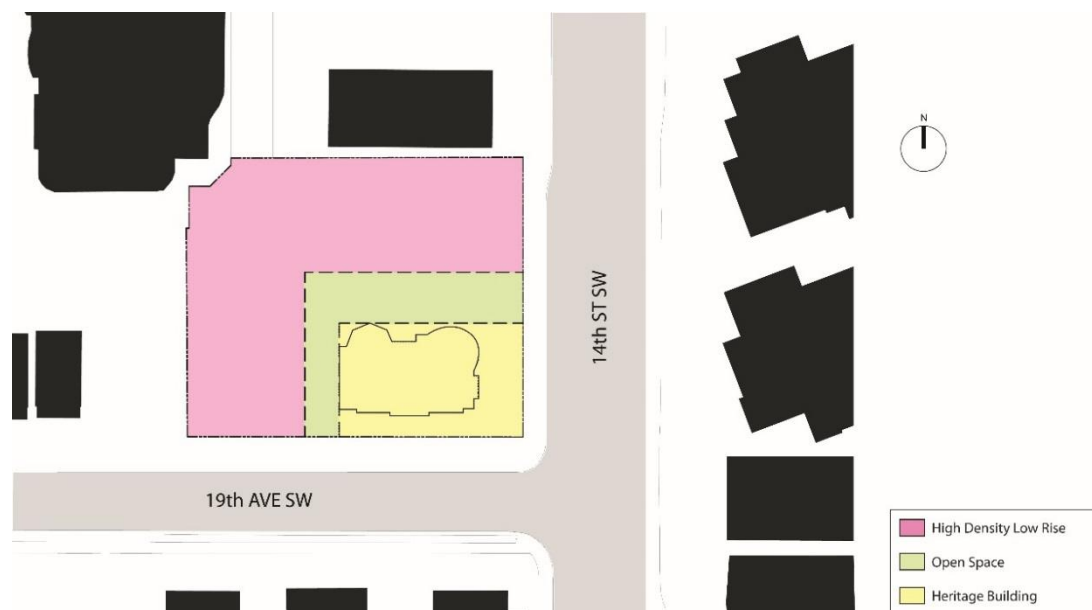 N
14th ST SW
19th AVE SW
High Density Low Rise
Open Space
Heritage Building